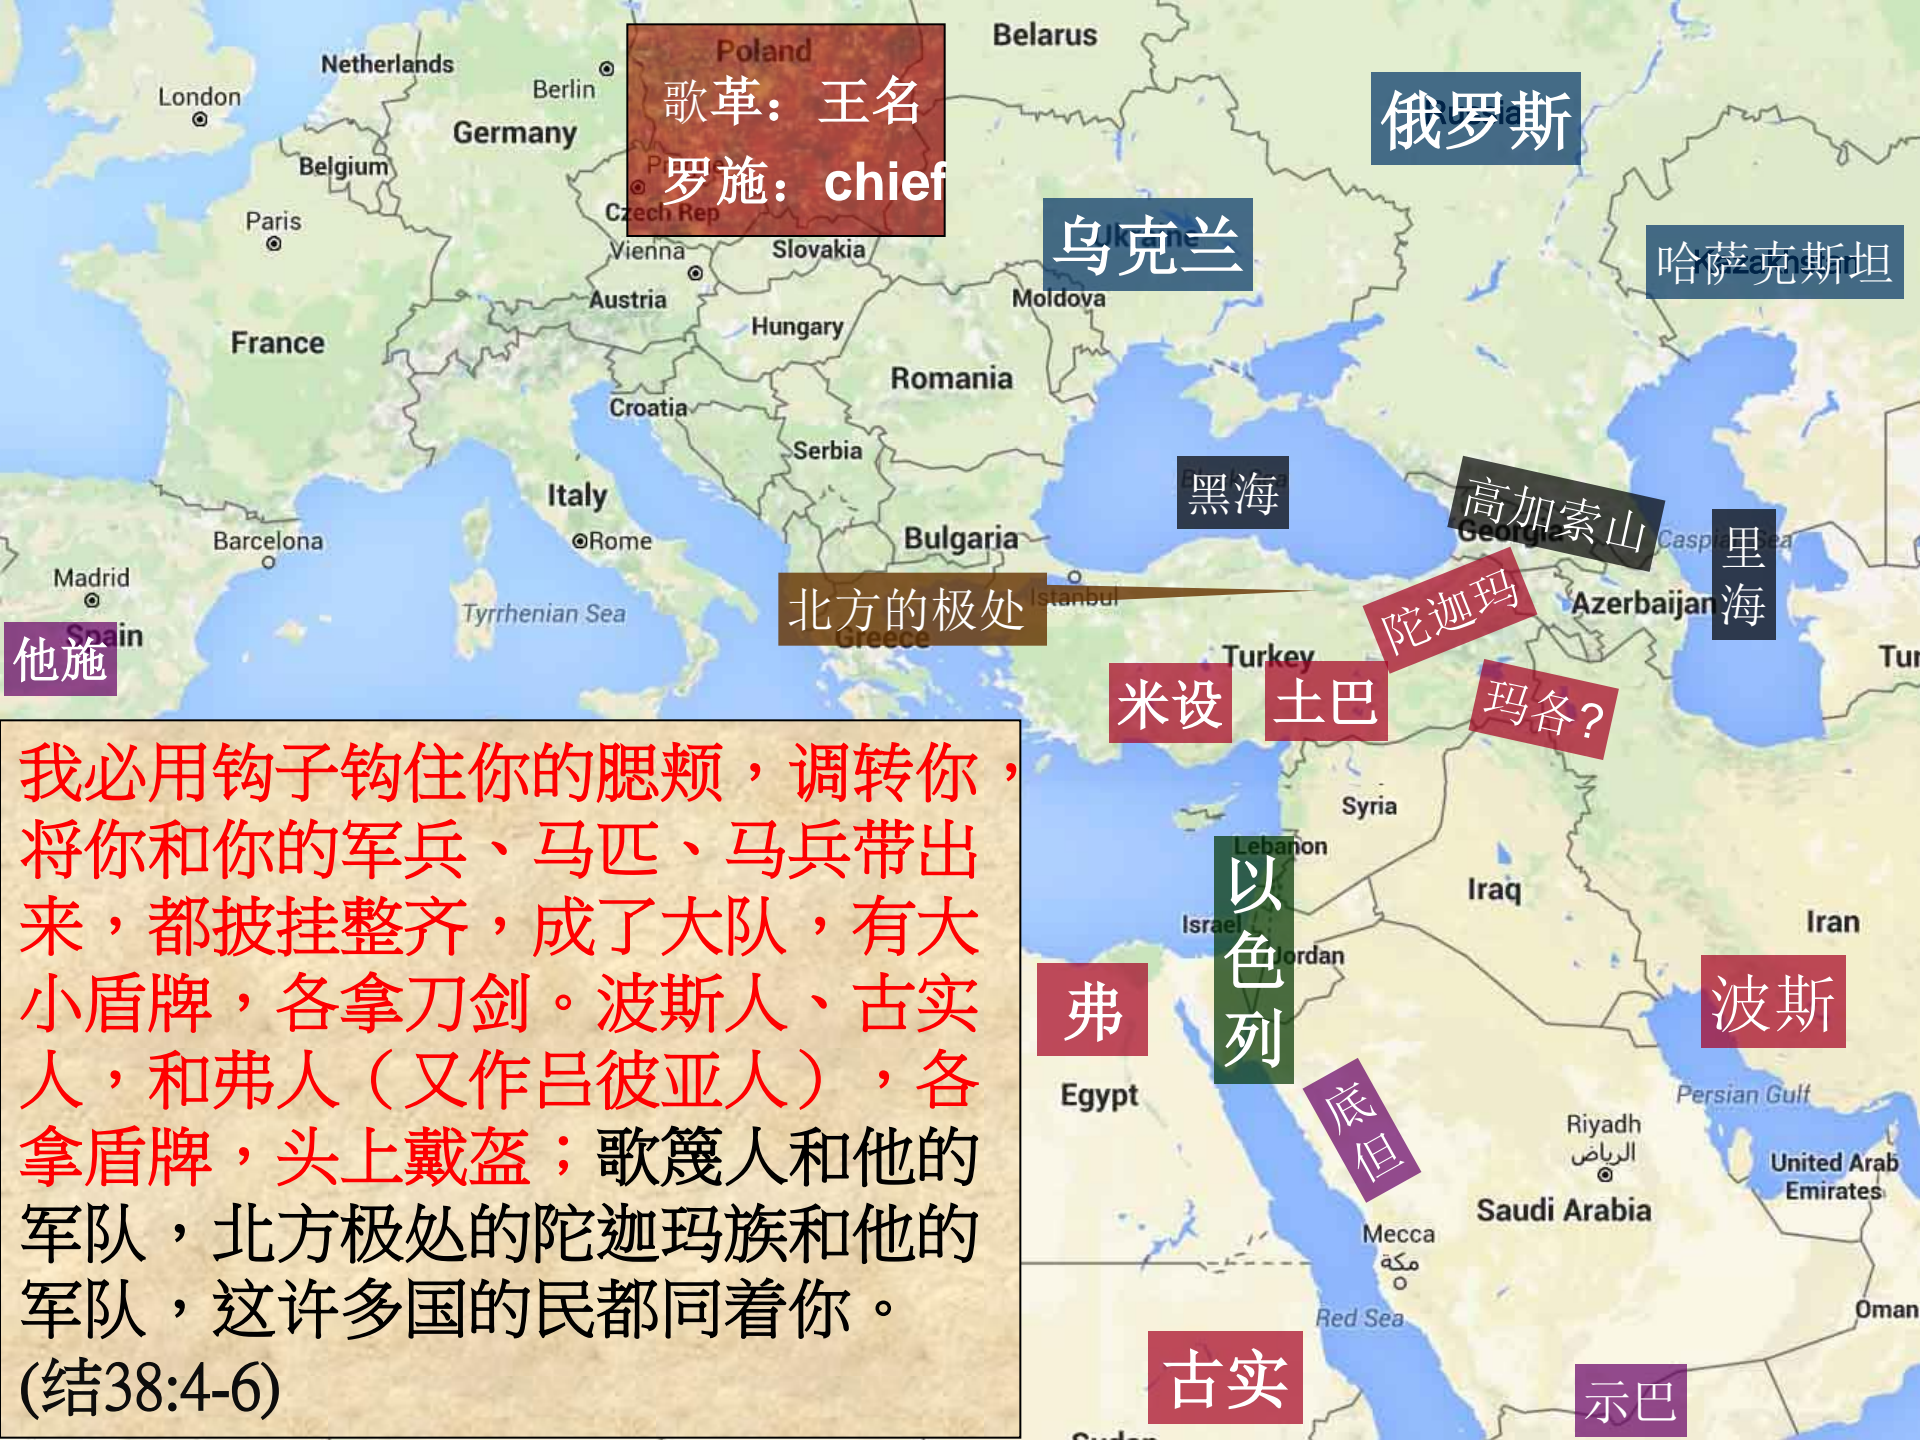 Belarus
Netherlands
Poland
London
Berlin
歌革：王名
俄罗斯
Germany
Belgium
罗施：chief
Paris
Czech Rep
乌克兰
Vienna
Slovakia
哈萨克斯坦
Austria
Moldova
Hungary
France
Romania
Croatia
Serbia
黑海
高加索山
Italy
Barcelona
Rome
Bulgaria
Georgia
Caspian Sea
里海
Madrid
Istanbul
Tyrrhenian Sea
北方的极处
陀迦玛
Azerbaijan
Spain
Greece
他施
Turkey
米设
土巴
玛各?
我必用钩子钩住你的腮颊，调转你，
将你和你的军兵、马匹、马兵带出
来，都披挂整齐，成了大队，有大
小盾牌，各拿刀剑。波斯人、古实
人，和弗人（又作吕彼亚人），各
拿盾牌，头上戴盔；歌篾人和他的
军队，北方极处的陀迦玛族和他的
军队，这许多国的民都同着你。
(结38:4-6)
Syria
Lebanon
以色列
Iraq
Israel
Iran
Jordan
弗
波斯
Egypt
底但
Persian Gulf
Riyadh
الرياض
United Arab
Emirates
Saudi Arabia
Mecca
مكة
Red Sea
Oman
古实
示巴